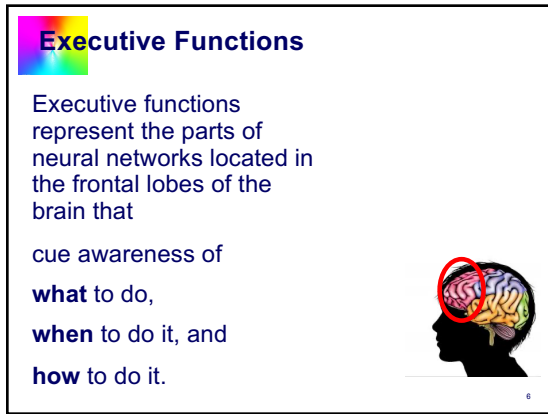 Executive Functions
Executive functions
represent the parts of
neural networks located in
the frontal lobes of the
brain that
cue awareness of
what to do,
when to do it, and
how to do it.
6